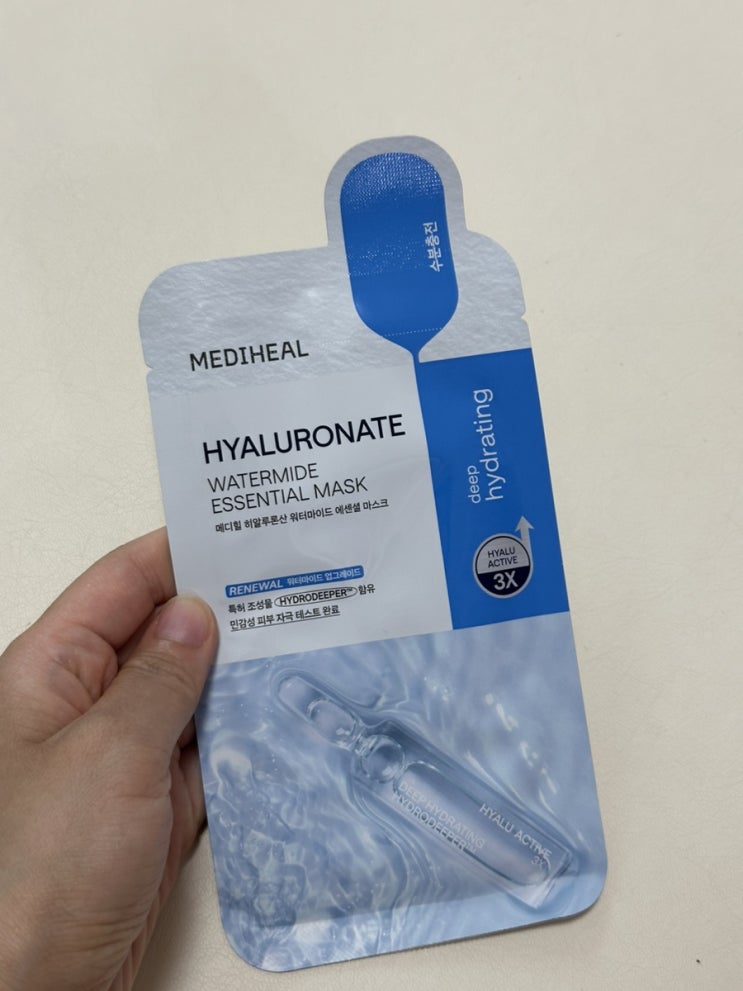 수분충전
MEDIHEAL
HYALURONATE
WATERMIDE
ESSENTIAL MASK
메디힐 히알루론산 워터마이드 에센셜 마스크
deep
hydrating
HYALU
ACTIVE
3X
RENEWAL 워터마이드 업그레이드
특허 조성물 HYDRODEEPER™ 함유
민감성 피부 자극 테스트 완료
DEEP HYDRATING
HYDRODEEPER™
HYALU ACTIVE
3X